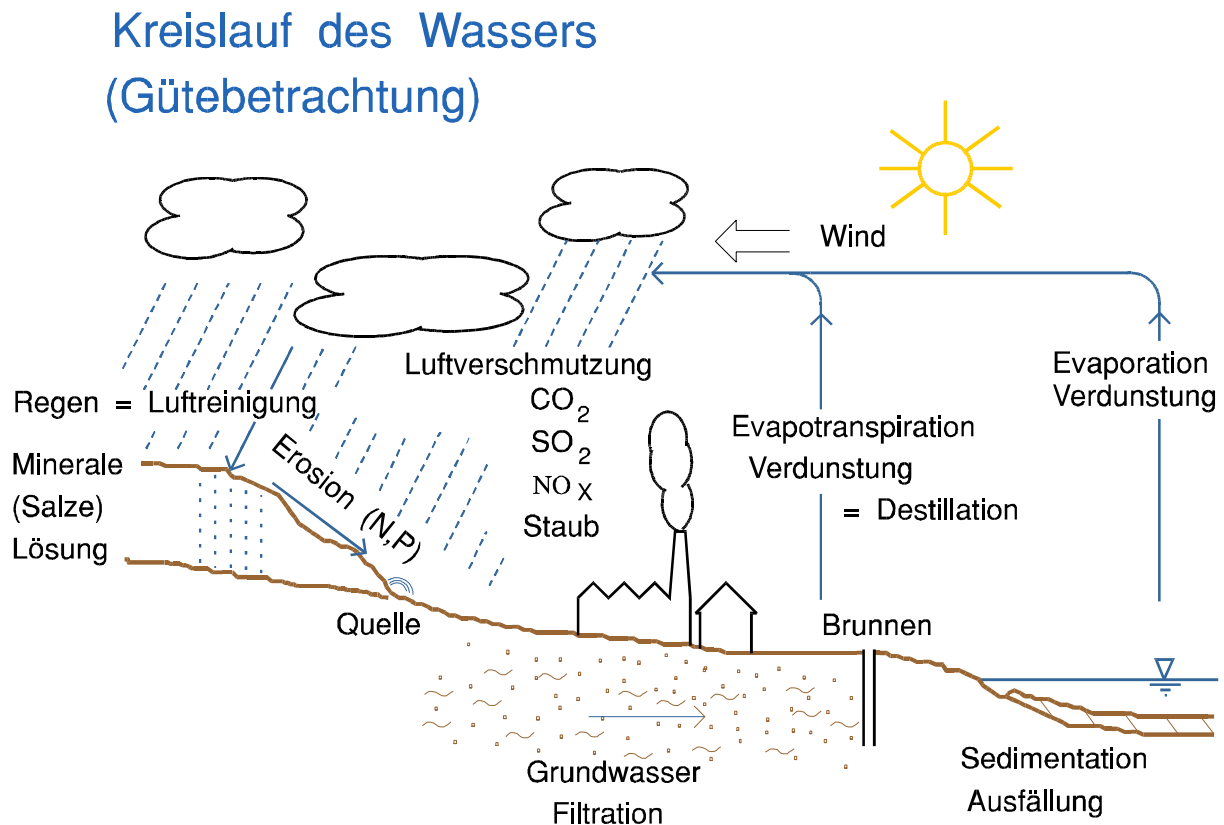 Kreislauf des Wassers
(Gütebetrachtung)
Wind
Luftverschmutzung
CO2
SO2
NOX
Staub
Evaporation
Verdunstung
Regen = Luftreinigung
Evapotranspiration
Verdunstung
= Destillation
Minerale
(Salze)
Lösung
Erosion (N,P)
Quelle
Brunnen
Grundwasser
Filtration
Sedimentation
Ausfällung